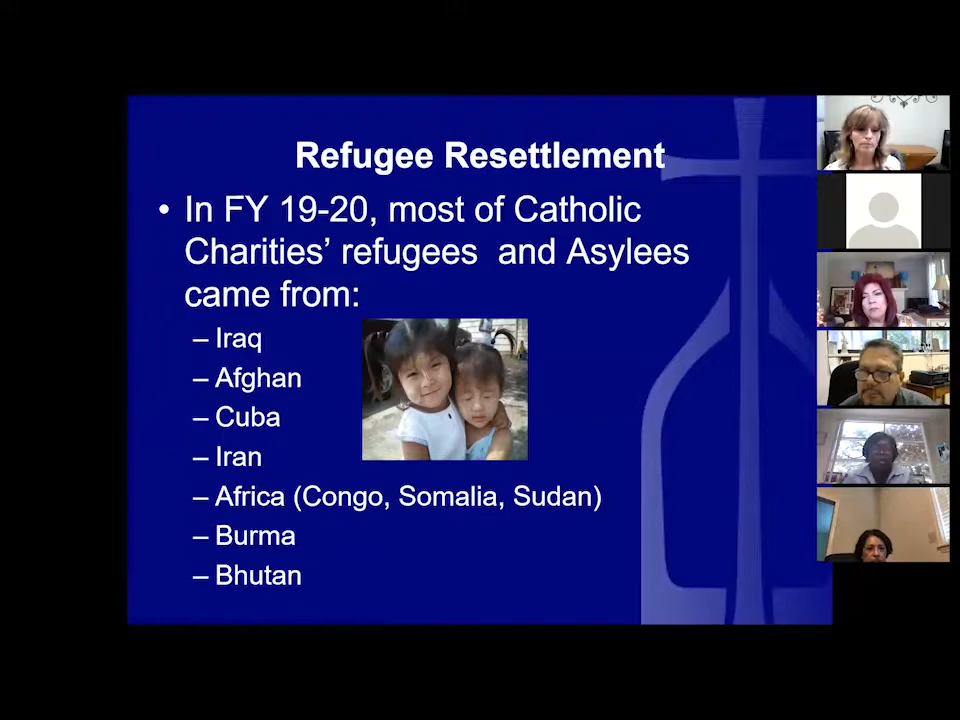 Refugee Resettlement
• In FY 19-20, most of Catholic
Charities’ refugees and Asylees
came from:
– Iraq
– Afghan
– Cuba
– Iran
– Africa (Congo, Somalia, Sudan)
– Burma
– Bhutan